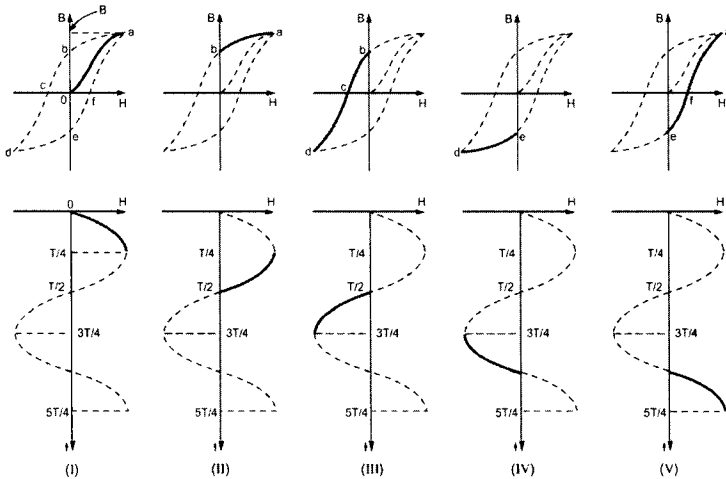 B B B B B B
a a a a a
b b b
c c
0 f H H H H f H
e e e
d d d
0 H H H H H
T/4 T/4 T/4 T/4 T/4
T/2 T/2 T/2 T/2 T/2
3T/4 3T/4 3T/4 3T/4 3T/4
5T/4 5T/4 5T/4 5T/4 5T/4
t t t t t
(I) (II) (III) (IV) (V)